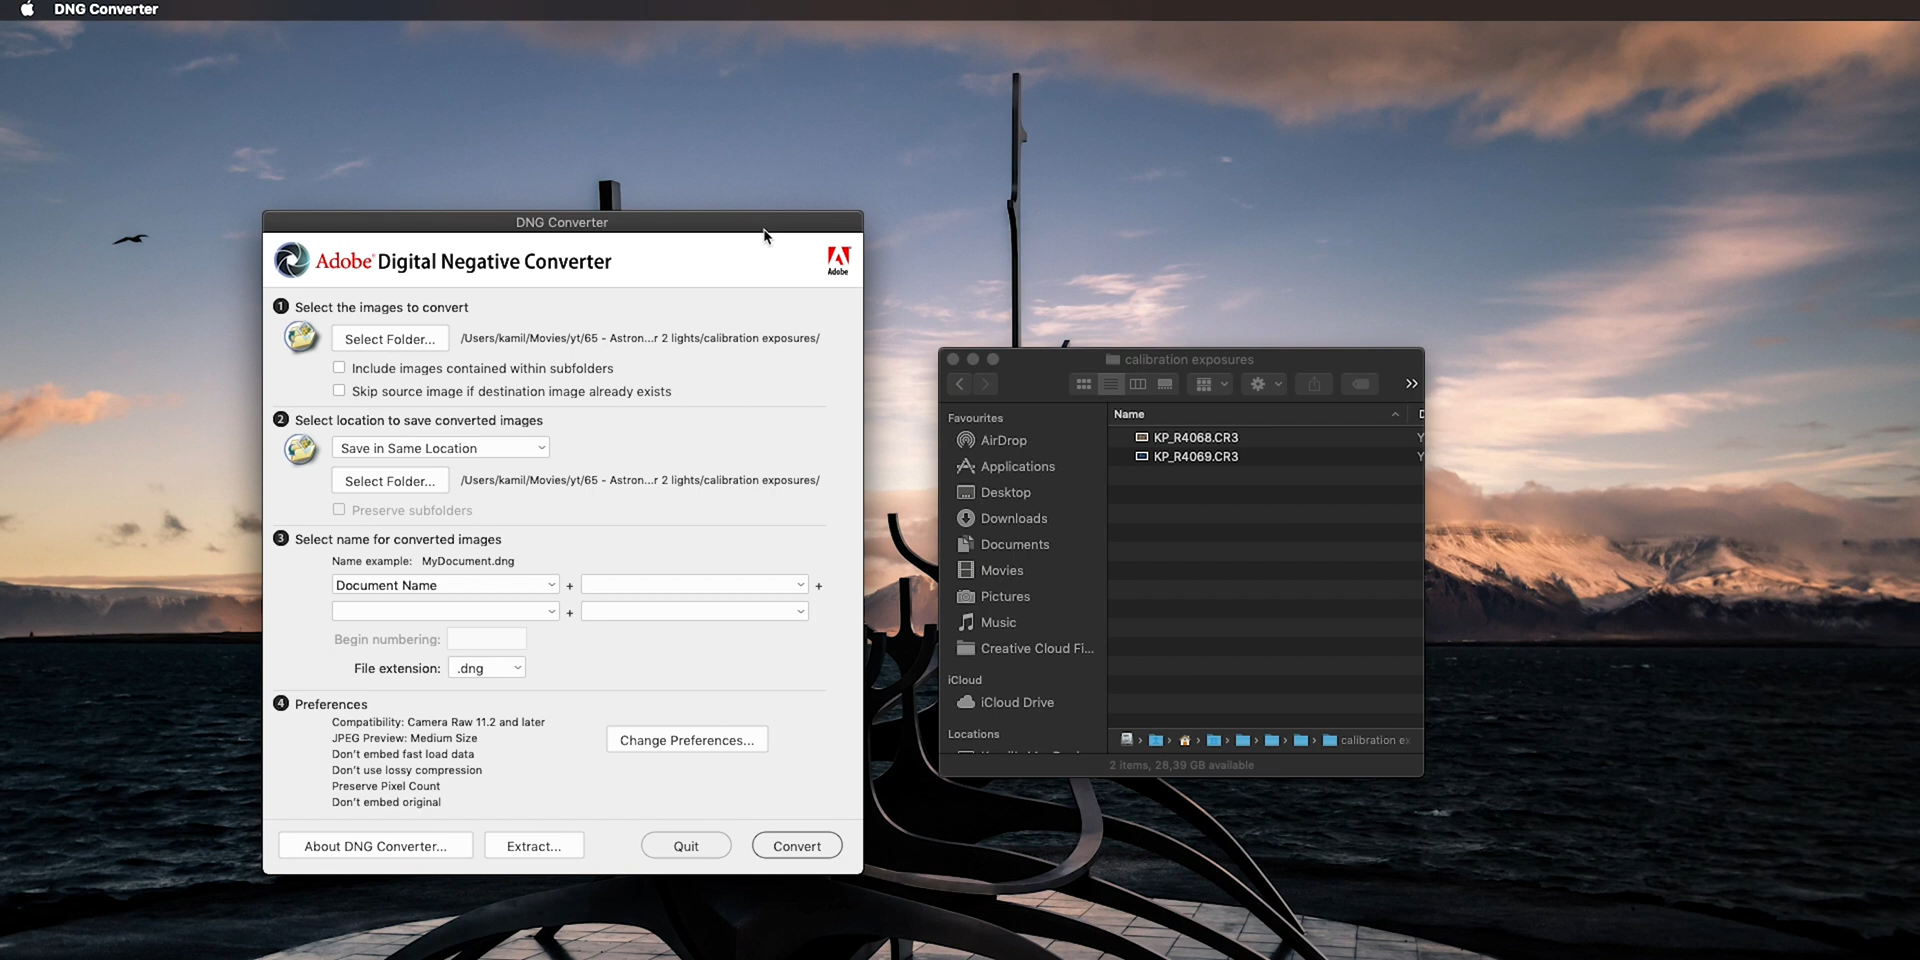 DNG Converter
DNG Converter
Adobe® Digital Negative Converter
Adobe
1 Select the images to convert
Select Folder... /Users/kamil/Movies/yt/65 - Astron...r 2 lights/calibration exposures/
Include images contained within subfolders
Skip source image if destination image already exists
2 Select location to save converted images
Save in Same Location
Select Folder... /Users/kamil/Movies/yt/65 - Astron...r 2 lights/calibration exposures/
Preserve subfolders
3 Select name for converted images
Name example: MyDocument.dng
Document Name + +
+
Begin numbering:
File extension: .dng
4 Preferences
Compatibility: Camera Raw 11.2 and later
JPEG Preview: Medium Size
Don't embed fast load data
Don't use lossy compression
Preserve Pixel Count
Don't embed original
Change Preferences...
About DNG Converter... Extract... Quit Convert
calibration exposures
Favourites
AirDrop
Applications
Desktop
Downloads
Documents
Movies
Pictures
Music
Creative Cloud Fi...
iCloud
iCloud Drive
Locations
Name
KP_R4068.CR3 Y
KP_R4069.CR3 Y
calibration ex
2 items, 28,39 GB available